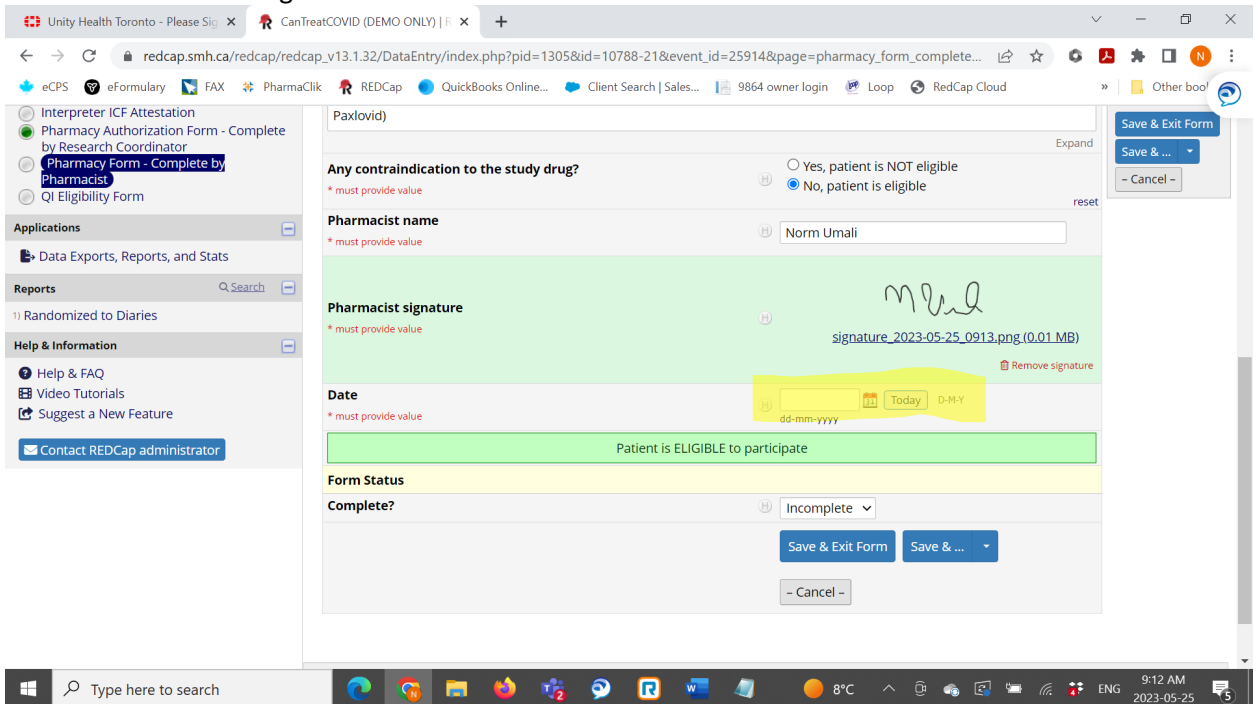 Unity Health Toronto - Please Sig
CanTreatCOVID (DEMO ONLY) | R
redcap.smh.ca/redcap/redcap_v13.1.32/DataEntry/index.php?pid=1305&id=10788-21&event_id=25914&page=pharmacy_form_complete...
N
eCPS eFormulary FAX PharmaClik REDCap QuickBooks Online... Client Search | Sales... 9864 owner login Loop RedCap Cloud » Other boo
Interpreter ICF Attestation
Pharmacy Authorization Form - Complete
by Research Coordinator
Pharmacy Form - Complete by
Pharmacist
QI Eligibility Form
Applications
Data Exports, Reports, and Stats
Reports
Search
1) Randomized to Diaries
Help & Information
Help & FAQ
Video Tutorials
Suggest a New Feature
Contact REDCap administrator
Paxlovid)
Expand
Any contraindication to the study drug?
* must provide value
H
Yes, patient is NOT eligible
No, patient is eligible
reset
Pharmacist name
* must provide value
H
Norm Umali
Pharmacist signature
* must provide value
H
signature_2023-05-25_0913.png (0.01 MB)
Remove signature
Date
* must provide value
H
Today D-M-Y
dd-mm-yyyy
Patient is ELIGIBLE to participate
Form Status
Complete?
H
Incomplete
Save & Exit Form Save & ...
– Cancel –
Save & Exit Form
Save & ...
– Cancel –
Type here to search
8°C
ENG
9:12 AM
2023-05-25
5